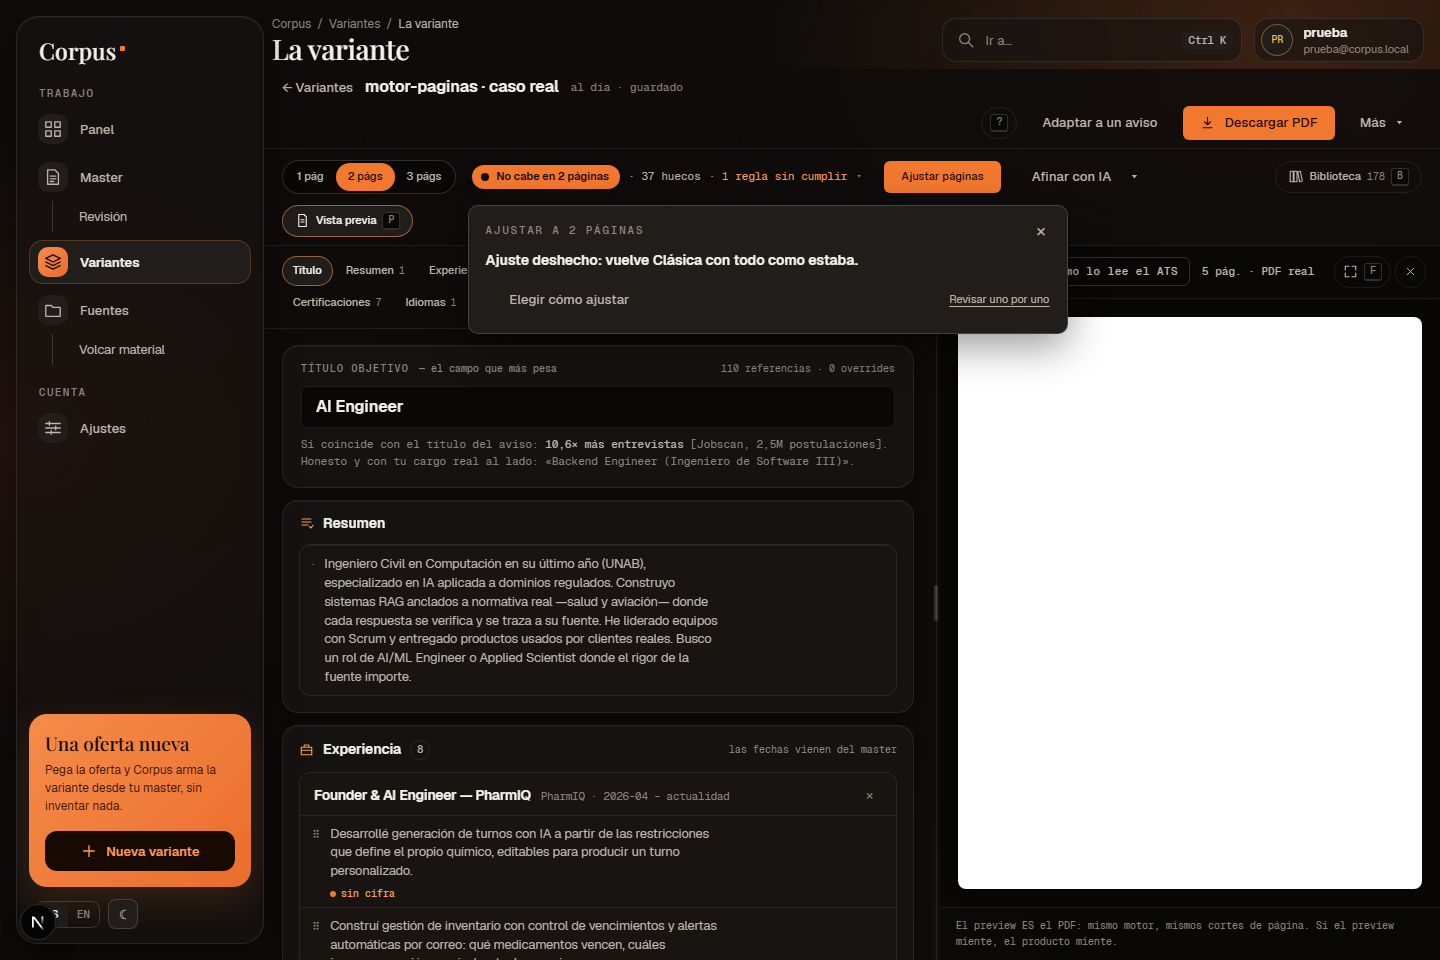 Corpus
TRABAJO
Panel
Master
Revisión
Variantes
Fuentes
Volcar material
CUENTA
Ajustes
Una oferta nueva
Pega la oferta y Corpus arma la
variante desde tu master, sin
inventar nada.
+ Nueva variante
N
EN
Corpus / Variantes / La variante
La variante
Ir a…
Ctrl K
PR
prueba
prueba@corpus.local
← Variantes
motor-paginas · caso real
al día · guardado
?
Adaptar a un aviso
Descargar PDF
Más
1 pág
2 págs
3 págs
No cabe en 2 páginas
· 37 huecos · 1 regla sin cumplir
Ajustar páginas
Afinar con IA
Biblioteca 178 B
Vista previa P
AJUSTAR A 2 PÁGINAS
×
Ajuste deshecho: vuelve Clásica con todo como estaba.
Elegir cómo ajustar
Revisar uno por uno
Título
Resumen 1
Certificaciones 7
Idiomas 1
lo lee el ATS
5 pág. · PDF real
F
×
TÍTULO OBJETIVO — el campo que más pesa
110 referencias · 0 overrides
AI Engineer
Si coincide con el título del aviso: 10,6× más entrevistas [Jobscan, 2,5M postulaciones].
Honesto y con tu cargo real al lado: «Backend Engineer (Ingeniero de Software III)».
Resumen
Ingeniero Civil en Computación en su último año (UNAB),
especializado en IA aplicada a dominios regulados. Construyo
sistemas RAG anclados a normativa real —salud y aviación— donde
cada respuesta se verifica y se traza a su fuente. He liderado equipos
con Scrum y entregado productos usados por clientes reales. Busco
un rol de AI/ML Engineer o Applied Scientist donde el rigor de la
fuente importe.
Experiencia 8
las fechas vienen del master
Founder & AI Engineer — PharmIQ
PharmIQ · 2026-04 - actualidad
×
Desarrollé generación de turnos con IA a partir de las restricciones
que define el propio químico, editables para producir un turno
personalizado.
sin cifra
Construí gestión de inventario con control de vencimientos y alertas
automáticas por correo: qué medicamentos vencen, cuáles
El preview ES el PDF: mismo motor, mismos cortes de página. Si el preview
miente, el producto miente.